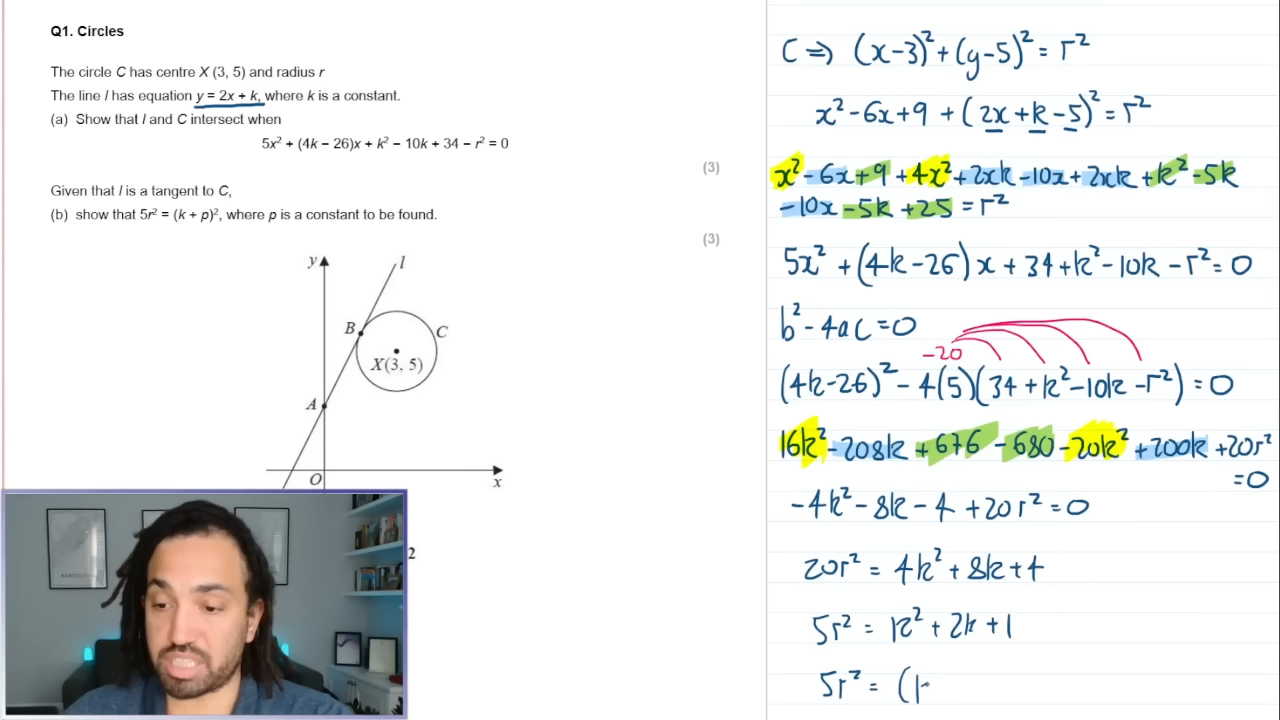 Q1. Circles
The circle C has centre X (3, 5) and radius r
The line l has equation y = 2x + k, where k is a constant.
(a) Show that l and C intersect when
5x² + (4k − 26)x + k² − 10k + 34 − r² = 0
(3)
Given that l is a tangent to C,
(b) show that 5r² = (k + p)², where p is a constant to be found.
(3)
y
l
B
C
X(3, 5)
A
O
x
2
BARCELON
C ⇒ (x−3)² + (y−5)² = r²
x² − 6x + 9 + (2x + k − 5)² = r²
x² − 6x + 9 + 4x² + 2xk − 10x + 2xk + k² − 5k
− 10x − 5k + 25 = r²
5x² + (4k − 26)x + 34 + k² − 10k − r² = 0
b² − 4ac = 0
−20
(4k−26)² − 4(5)(34 + k² − 10k − r²) = 0
16k² − 208k + 676 − 680 − 20k² + 200k + 20r²
= 0
−4k² − 8k − 4 + 20r² = 0
20r² = 4k² + 8k + 4
5r² = k² + 2k + 1
5r² = (k